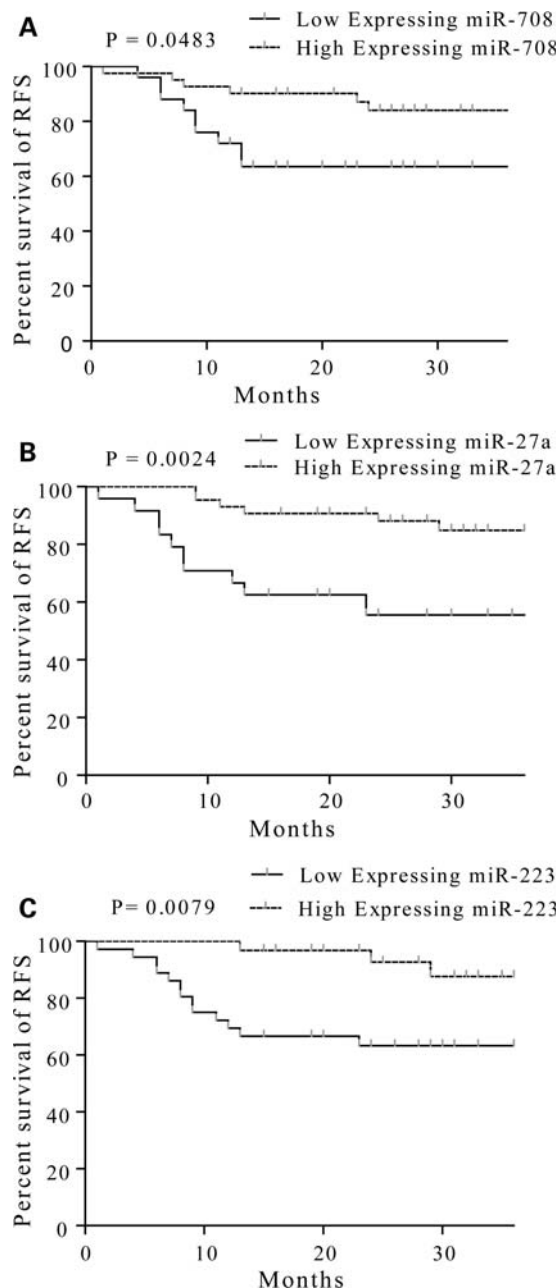 A
P = 0.0483
Low Expressing miR-708
High Expressing miR-708
Percent survival of RFS
100
80
60
40
20
0
0 10 20 30
Months
B
P = 0.0024
Low Expressing miR-27a
High Expressing miR-27a
Percent survival of RFS
100
80
60
40
20
0
0 10 20 30
Months
C
P= 0.0079
Low Expressing miR-223
High Expressing miR-223
Percent survival of RFS
100
80
60
40
20
0
0 10 20 30
Months